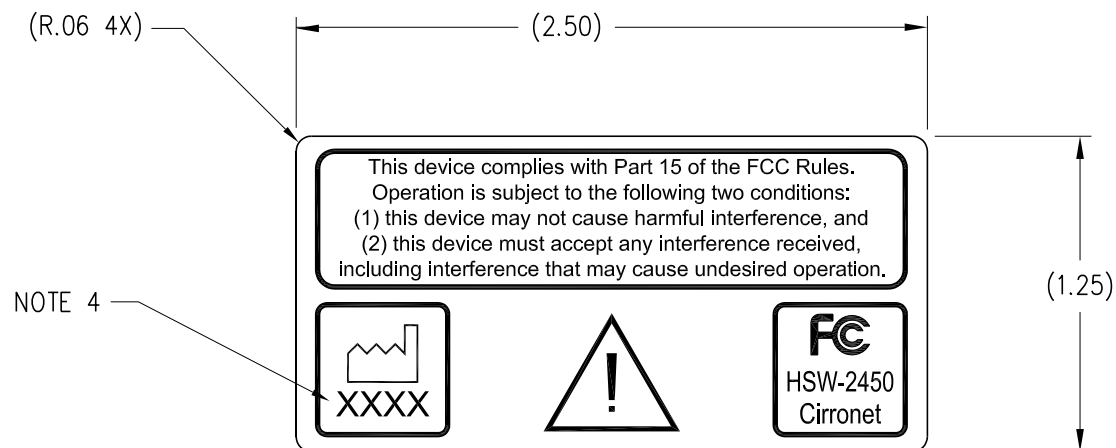 (R.06 4X)
(2.50)
This device complies with Part 15 of the FCC Rules.
Operation is subject to the following two conditions:
(1) this device may not cause harmful interference, and
(2) this device must accept any interference received,
including interference that may cause undesired operation.
(1.25)
NOTE 4
XXXX
!
FC
HSW-2450
Cirronet